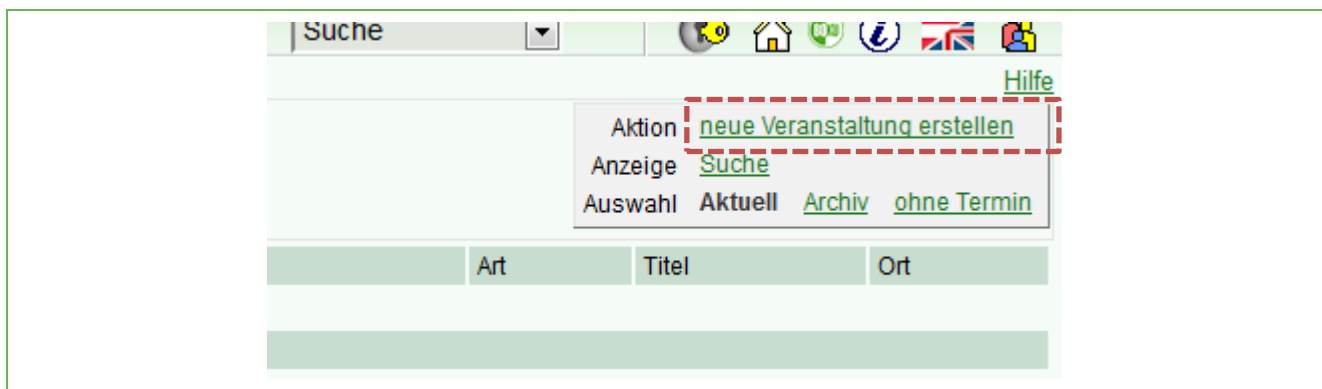 Suche
Hilfe
Aktion neue Veranstaltung erstellen
Anzeige Suche
Auswahl Aktuell Archiv ohne Termin
Art Titel Ort